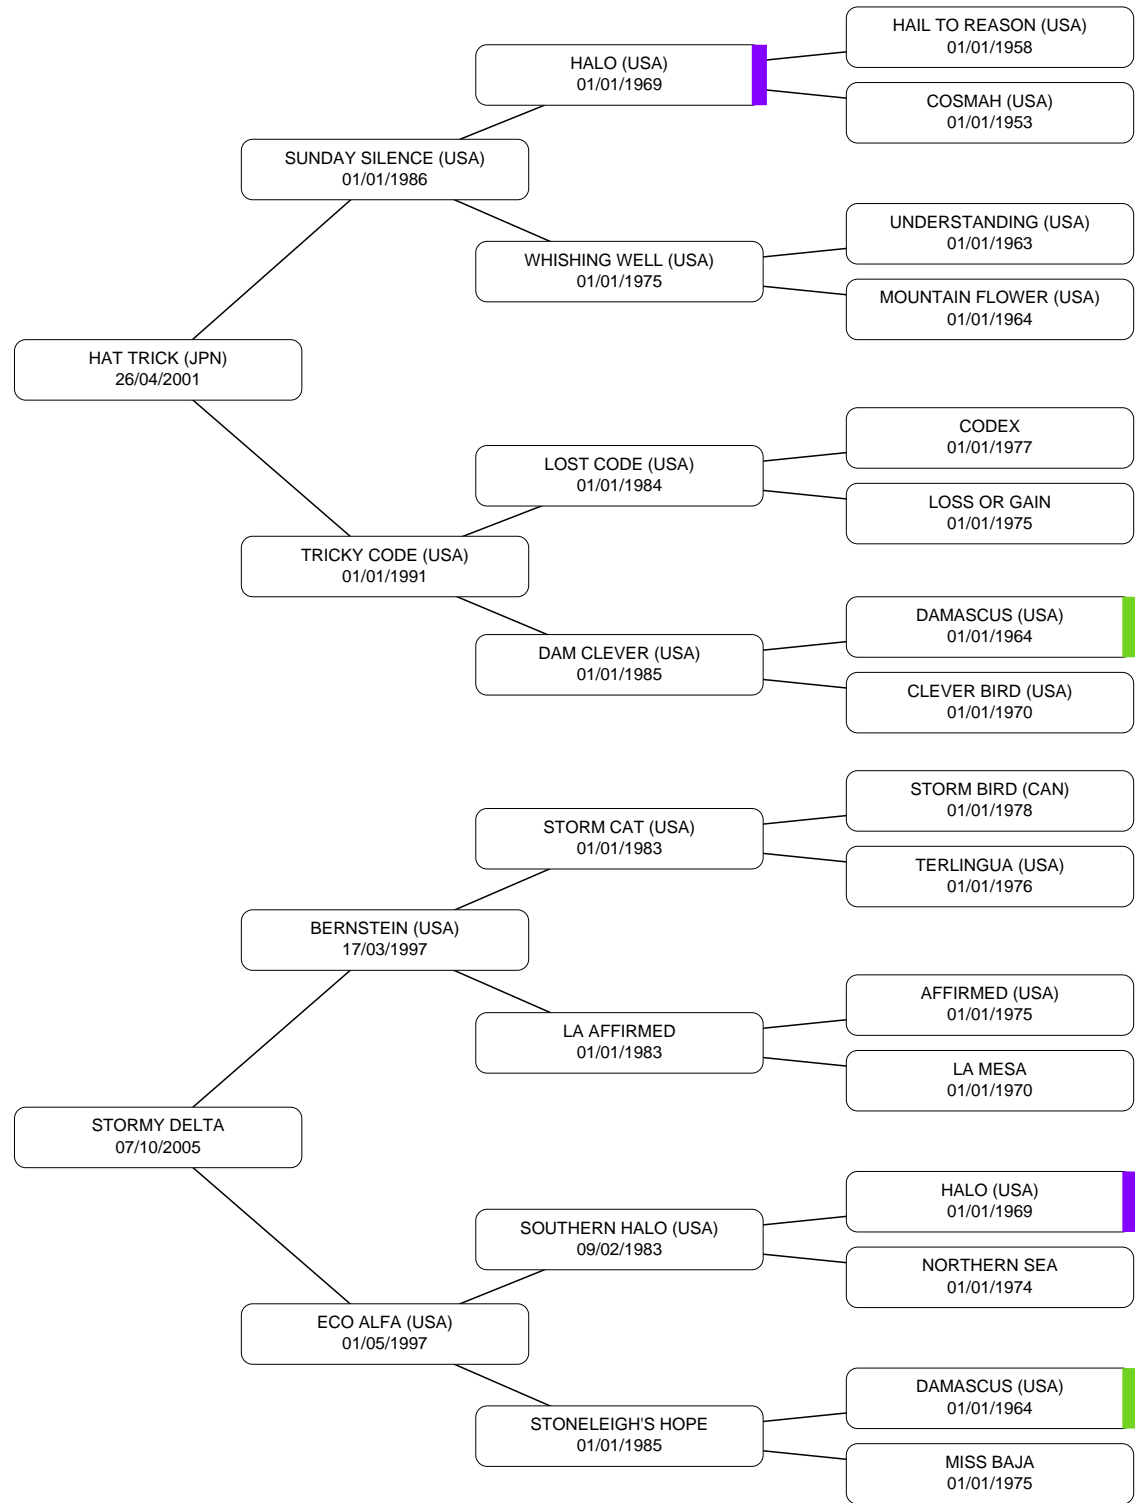 HAIL TO REASON (USA)
01/01/1958
HALO (USA)
01/01/1969
COSMAH (USA)
01/01/1953
SUNDAY SILENCE (USA)
01/01/1986
UNDERSTANDING (USA)
01/01/1963
WHISHING WELL (USA)
01/01/1975
MOUNTAIN FLOWER (USA)
01/01/1964
HAT TRICK (JPN)
26/04/2001
CODEX
01/01/1977
LOST CODE (USA)
01/01/1984
LOSS OR GAIN
01/01/1975
TRICKY CODE (USA)
01/01/1991
DAMASCUS (USA)
01/01/1964
DAM CLEVER (USA)
01/01/1985
CLEVER BIRD (USA)
01/01/1970
STORM BIRD (CAN)
01/01/1978
STORM CAT (USA)
01/01/1983
TERLINGUA (USA)
01/01/1976
BERNSTEIN (USA)
17/03/1997
AFFIRMED (USA)
01/01/1975
LA AFFIRMED
01/01/1983
LA MESA
01/01/1970
STORMY DELTA
07/10/2005
HALO (USA)
01/01/1969
SOUTHERN HALO (USA)
09/02/1983
NORTHERN SEA
01/01/1974
ECO ALFA (USA)
01/05/1997
DAMASCUS (USA)
01/01/1964
STONELEIGH'S HOPE
01/01/1985
MISS BAJA
01/01/1975